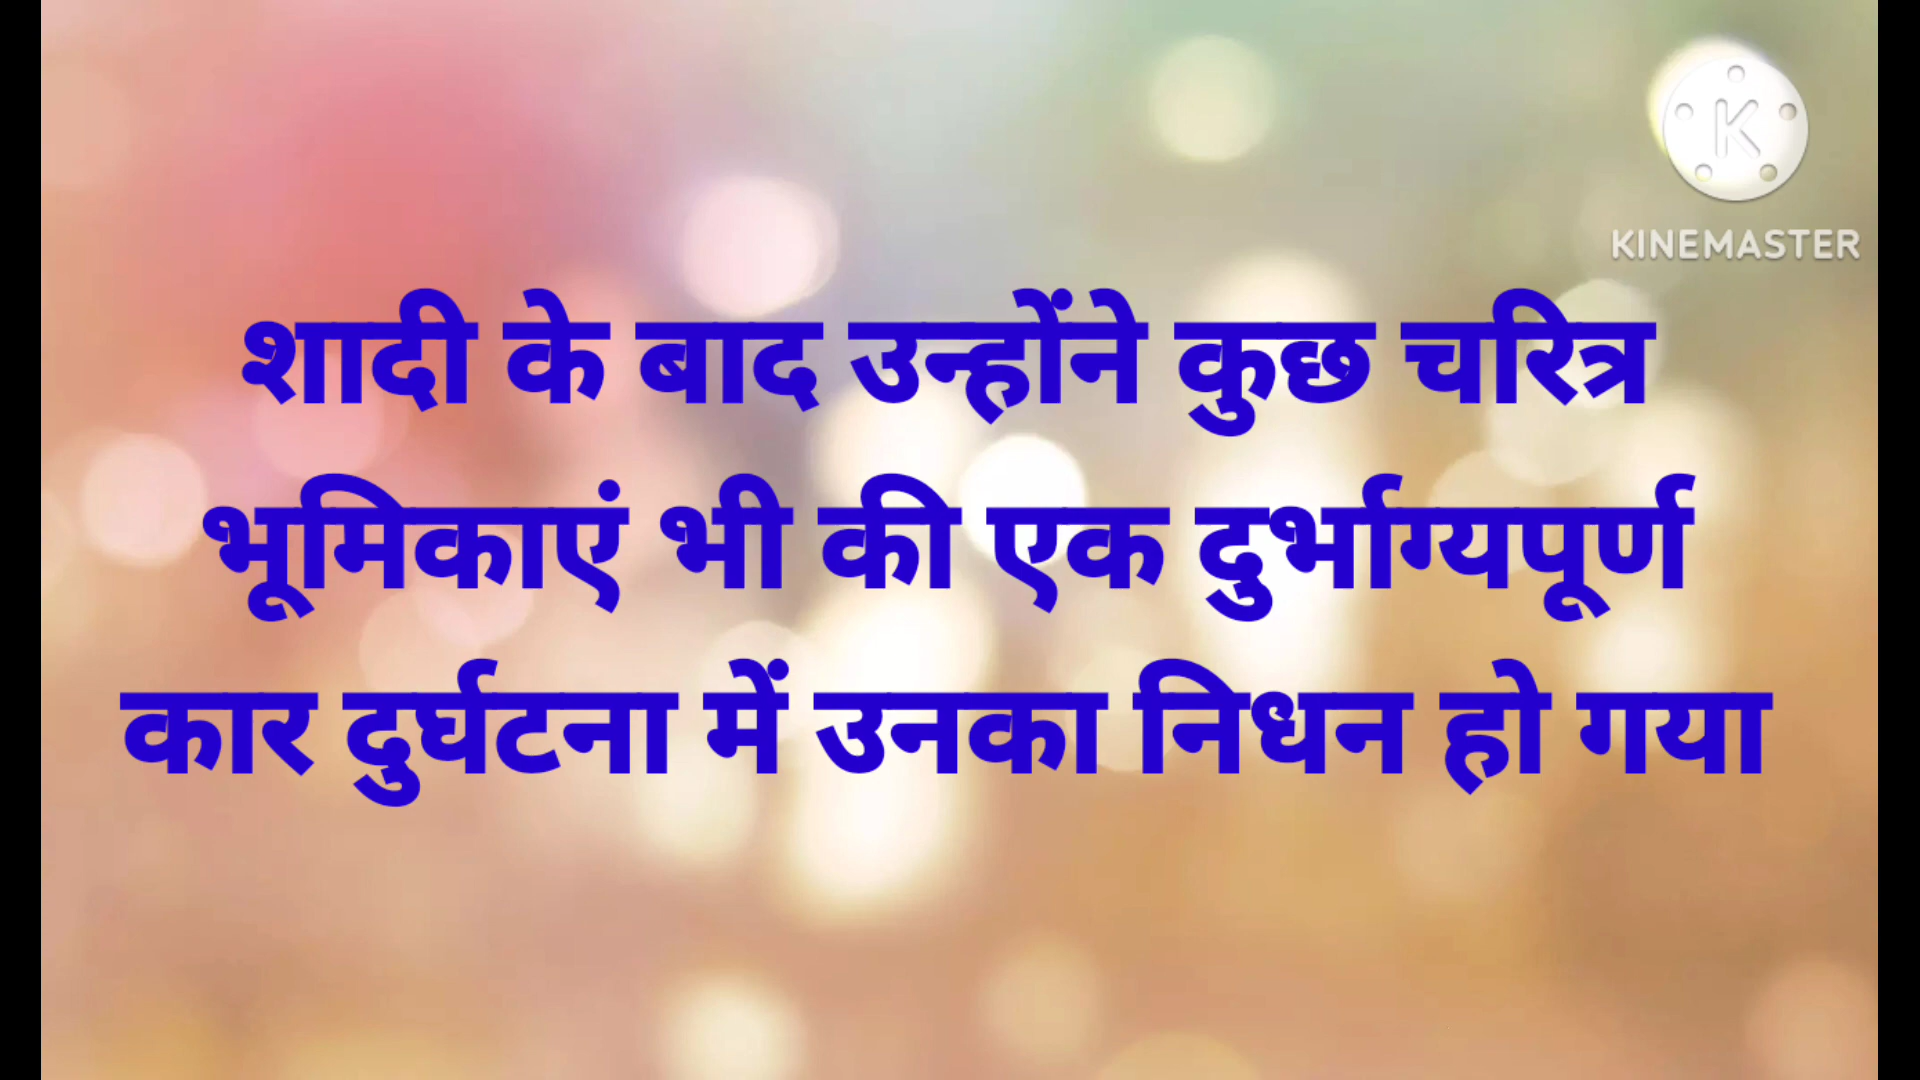 KINEMASTER
शादी के बाद उन्होंने कुछ चरित्र
भूमिकाएं भी की एक दुर्भाग्यपूर्ण
कार दुर्घटना में उनका निधन हो गया